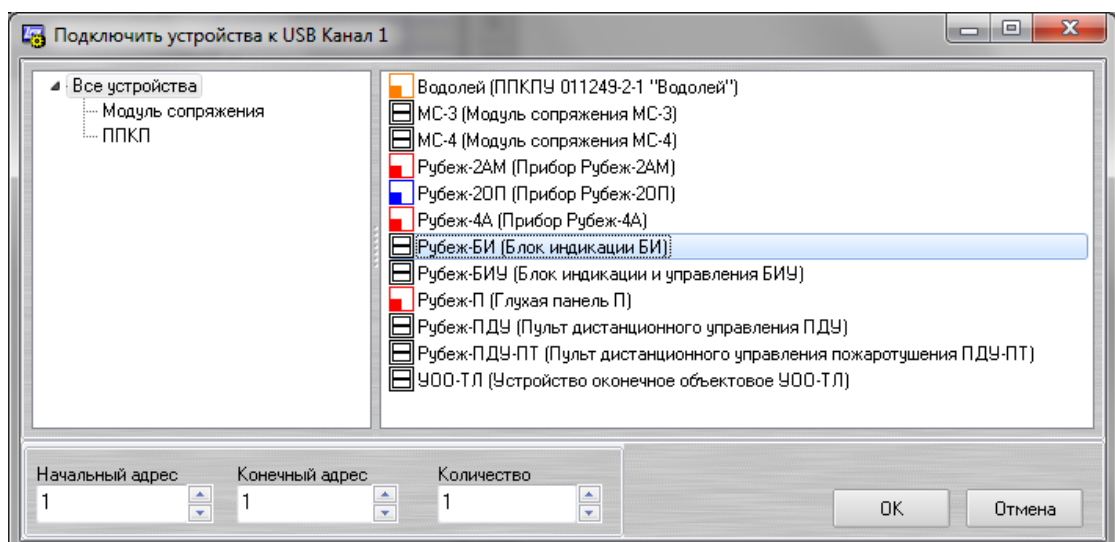 Подключить устройства к USB Канал 1
Все устройства
Модуль сопряжения
ППКП
Водолей (ППКПУ 011249-2-1 "Водолей")
МС-3 (Модуль сопряжения МС-3)
МС-4 (Модуль сопряжения МС-4)
Рубеж-2АМ (Прибор Рубеж-2АМ)
Рубеж-2ОП (Прибор Рубеж-2ОП)
Рубеж-4А (Прибор Рубеж-4А)
Рубеж-БИ (Блок индикации БИ)
Рубеж-БИУ (Блок индикации и управления БИУ)
Рубеж-П (Глухая панель П)
Рубеж-ПДУ (Пульт дистанционного управления ПДУ)
Рубеж-ПДУ-ПТ (Пульт дистанционного управления пожаротушения ПДУ-ПТ)
УОО-ТЛ (Устройство оконечное объектовое УОО-ТЛ)
Начальный адрес Конечный адрес Количество
1 1 1
ОК Отмена